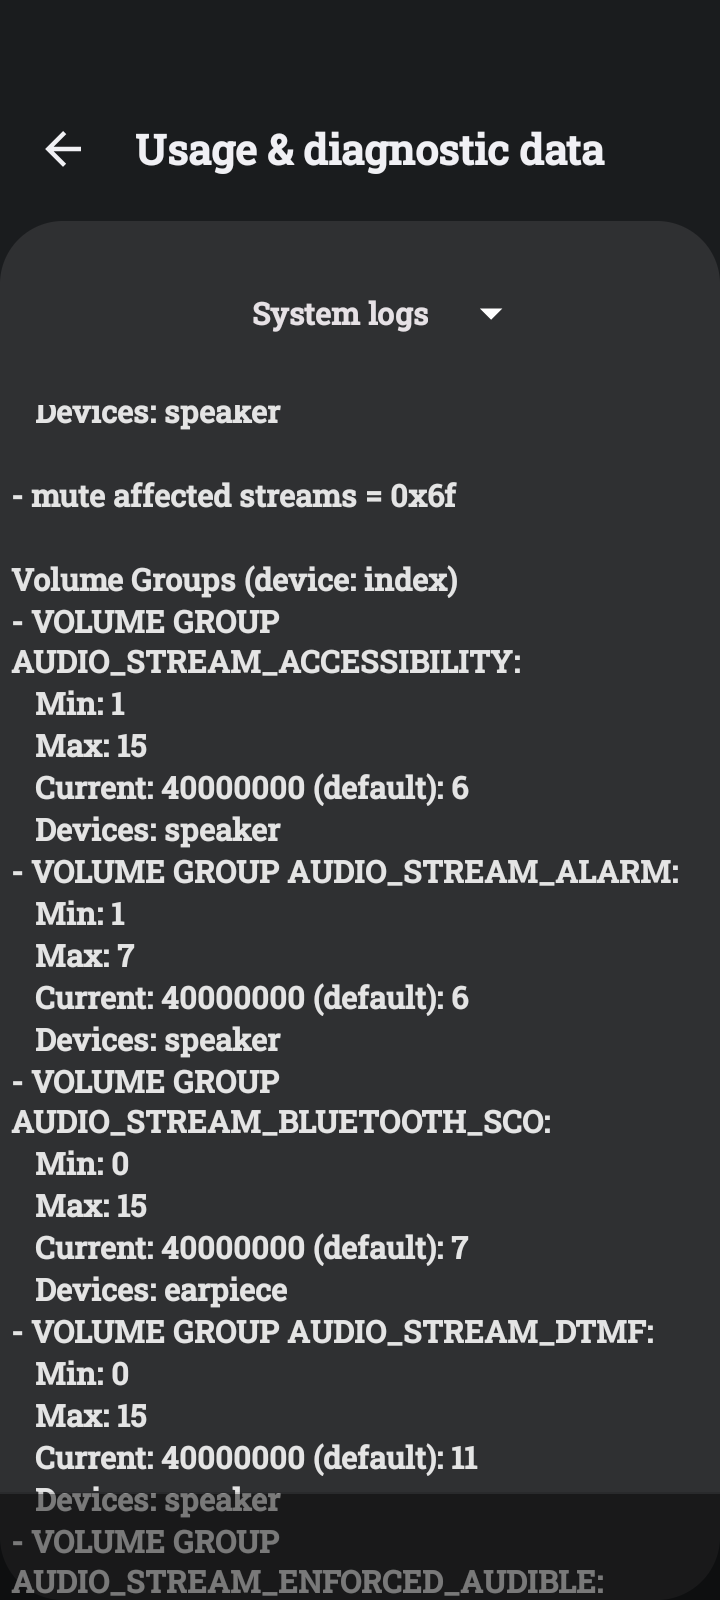 Usage & diagnostic data
System logs
Devices: speaker
- mute affected streams = 0x6f
Volume Groups (device: index)
- VOLUME GROUP
AUDIO_STREAM_ACCESSIBILITY:
Min: 1
Max: 15
Current: 40000000 (default): 6
Devices: speaker
- VOLUME GROUP AUDIO_STREAM_ALARM:
Min: 1
Max: 7
Current: 40000000 (default): 6
Devices: speaker
- VOLUME GROUP
AUDIO_STREAM_BLUETOOTH_SCO:
Min: 0
Max: 15
Current: 40000000 (default): 7
Devices: earpiece
- VOLUME GROUP AUDIO_STREAM_DTMF:
Min: 0
Max: 15
Current: 40000000 (default): 11
Devices: speaker
- VOLUME GROUP
AUDIO_STREAM_ENFORCED_AUDIBLE: